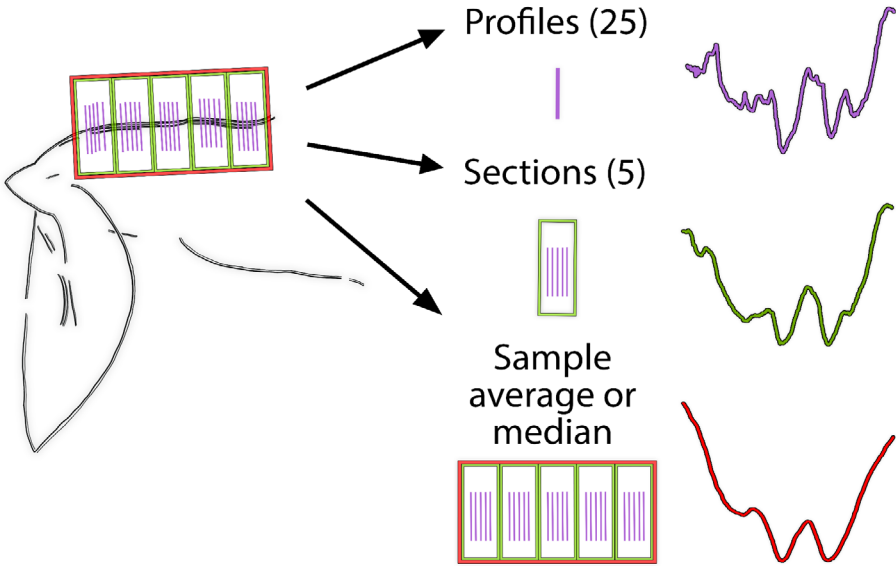 Profiles (25)
Sections (5)
Sample
average or
median